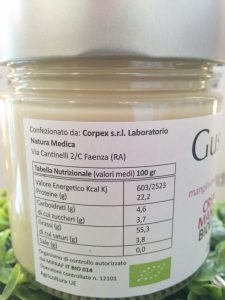 Confezionato da: Corpex s.r.l. Laboratorio
Natura Medica
Via Cantinelli 2/C Faenza (RA)
Tabella Nutrizionale (valori medi) 100 gr
Valore Energetico Kcal Kj 603/2523
Proteine (g) 22,2
Carboidrati (g) 4,6
di cui zuccheri (g) 3,7
Grassi (g) 55,3
di cui saturi (g) 3,8
Sale (g) 0,0
Organismo di controllo autorizzato
dal MIPAAF IT BIO 014
Operatore controllato n. 12101
Agricoltura UE
Gus